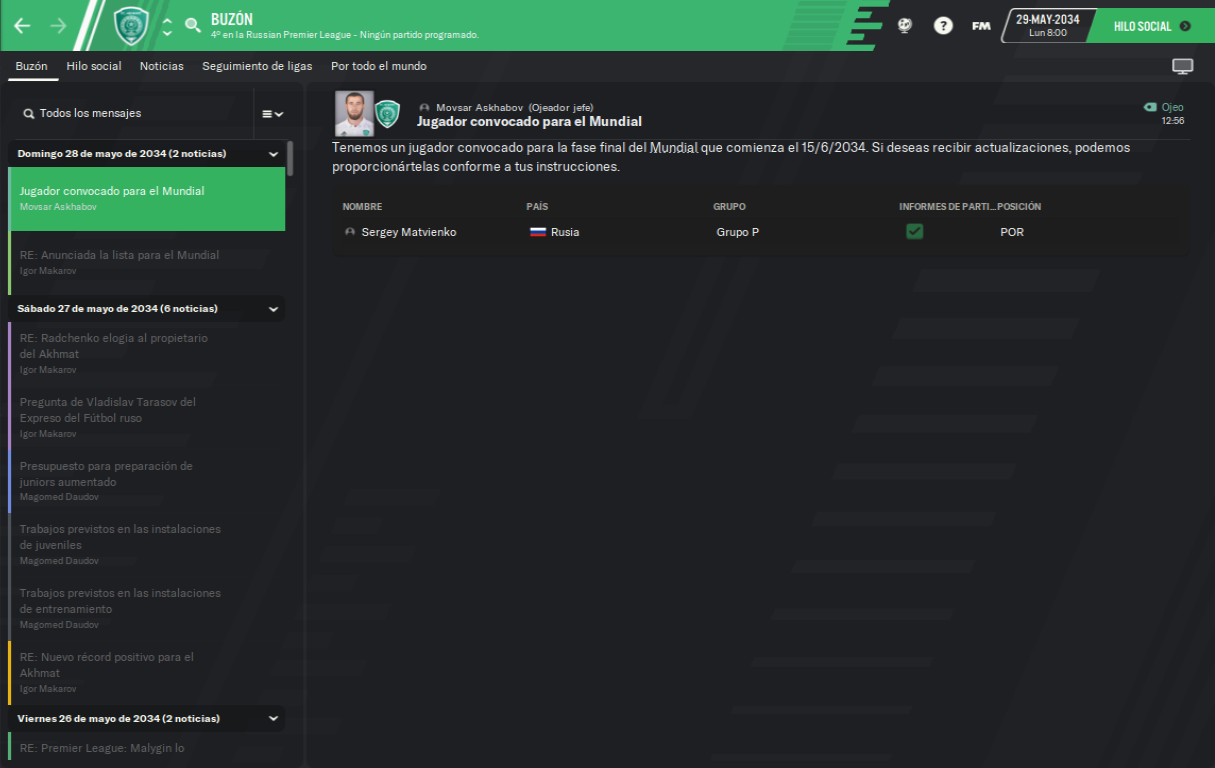 BUZÓN
4º en la Russian Premier League - Ningún partido programado.
FM
29-MAY-2034
Lun 8:00
HILO SOCIAL
Buzón Hilo social Noticias Seguimiento de ligas Por todo el mundo
Todos los mensajes
Domingo 28 de mayo de 2034 (2 noticias)
Jugador convocado para el Mundial
Movsar Askhabov
RE: Anunciada la lista para el Mundial
Igor Makarov
Sábado 27 de mayo de 2034 (6 noticias)
RE: Radchenko elogia al propietario
del Akhmat
Igor Makarov
Pregunta de Vladislav Tarasov del
Expreso del Fútbol ruso
Igor Makarov
Presupuesto para preparación de
juniors aumentado
Magomed Daudov
Trabajos previstos en las instalaciones
de juveniles
Magomed Daudov
Trabajos previstos en las instalaciones
de entrenamiento
Magomed Daudov
RE: Nuevo récord positivo para el
Akhmat
Igor Makarov
Viernes 26 de mayo de 2034 (2 noticias)
RE: Premier League: Malygin lo
Movsar Askhabov (Ojeador jefe)
Jugador convocado para el Mundial
Ojeo
12:56
Tenemos un jugador convocado para la fase final del Mundial que comienza el 15/6/2034. Si deseas recibir actualizaciones, podemos
proporcionártelas conforme a tus instrucciones.
NOMBRE PAÍS GRUPO INFORMES DE PARTI... POSICIÓN
Sergey Matvienko Rusia Grupo P POR